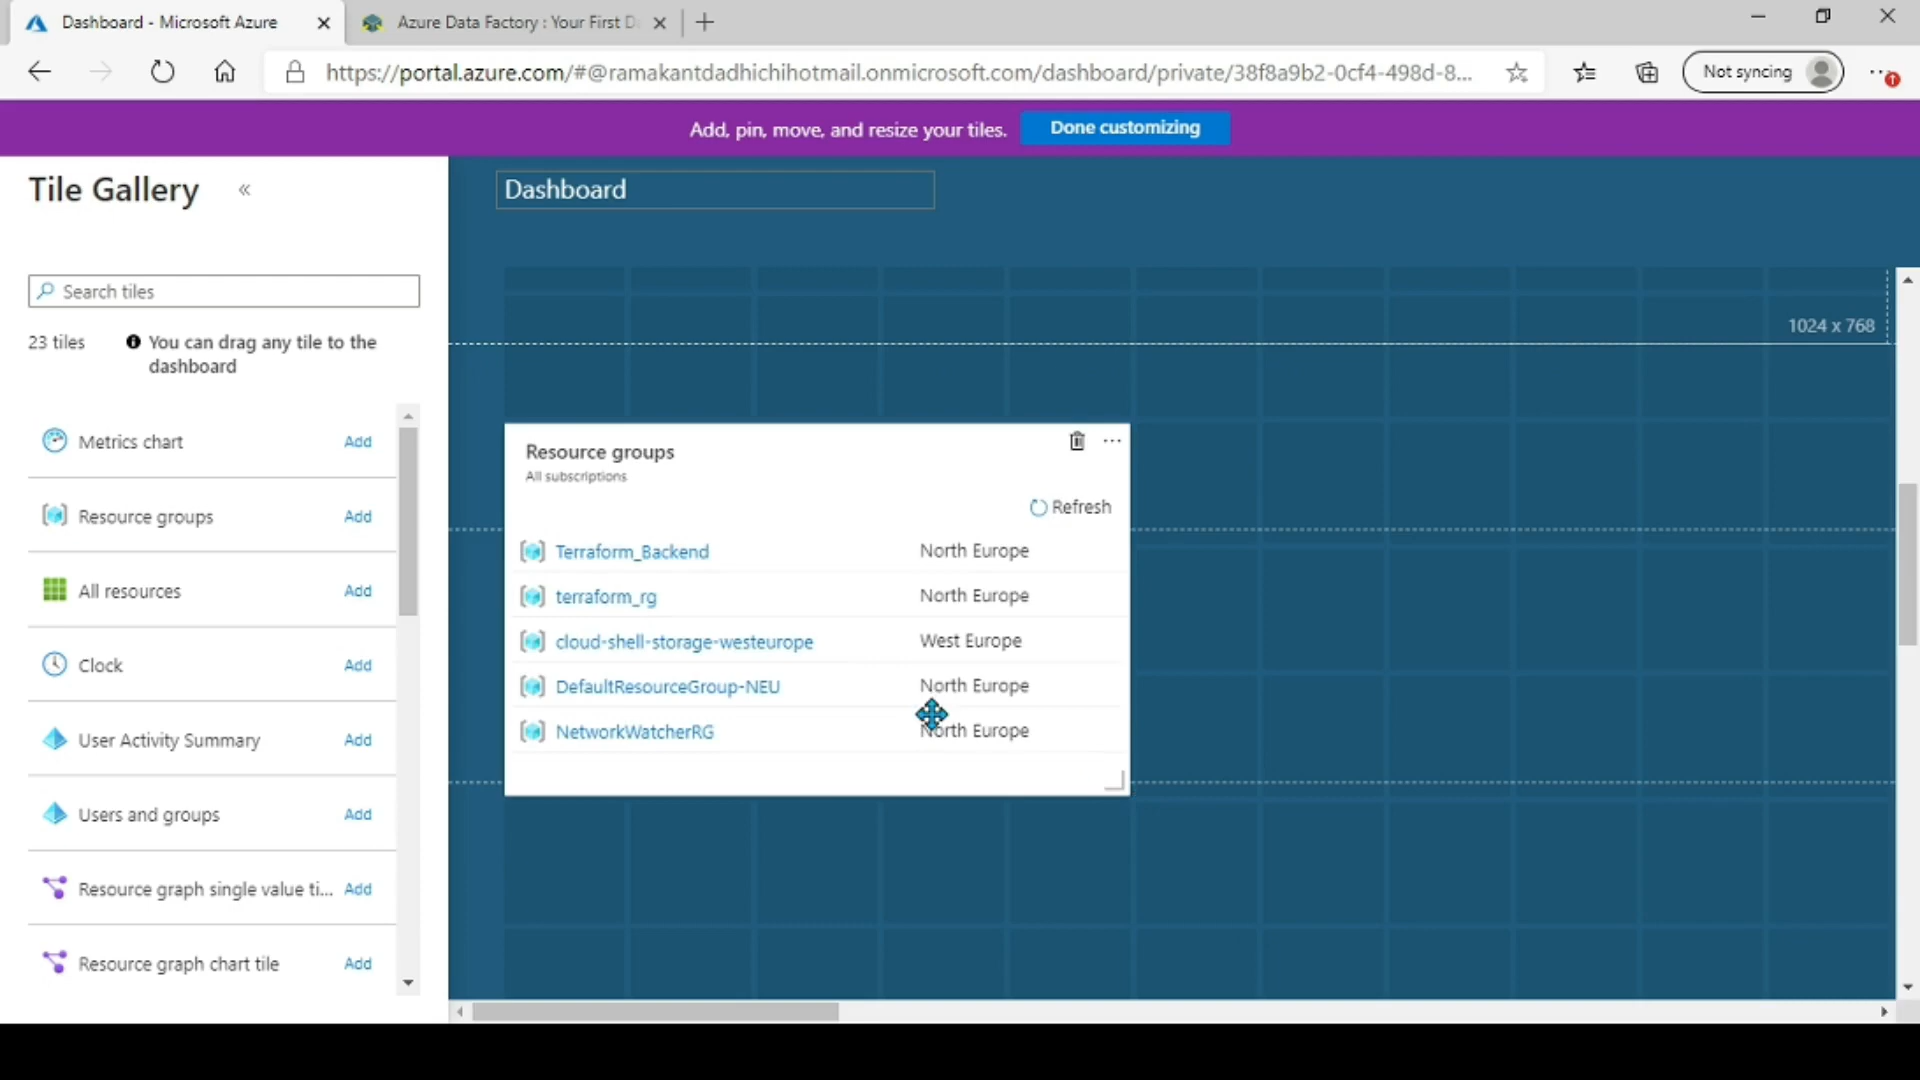 Dashboard - Microsoft Azure
Azure Data Factory : Your First D
https://portal.azure.com/#@ramakantdadhichihotmail.onmicrosoft.com/dashboard/private/38f8a9b2-0cf4-498d-8...
Not syncing
Add, pin, move, and resize your tiles.
Done customizing
Tile Gallery «
Dashboard
Search tiles
23 tiles
You can drag any tile to the
dashboard
1024 x 768
Metrics chart Add
Resource groups Add
All resources Add
Clock Add
User Activity Summary Add
Users and groups Add
Resource graph single value ti... Add
Resource graph chart tile Add
Resource groups
All subscriptions
Refresh
Terraform_Backend North Europe
terraform_rg North Europe
cloud-shell-storage-westeurope West Europe
DefaultResourceGroup-NEU North Europe
NetworkWatcherRG North Europe